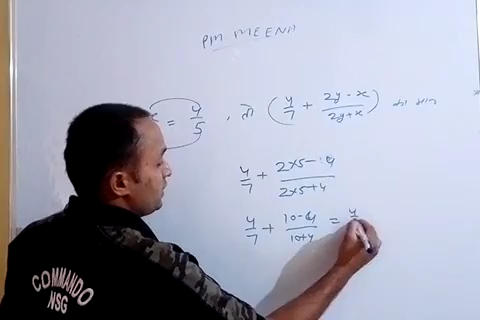 PM MEENA
x = 4/5 , तो ( 4/7 + (2y - x)/(2y + x) ) का मान
4/7 + (2×5 - 4)/(2×5 + 4)
4/7 + (10 - 4)/(10 + 4) = 4
COMMANDO
NSG